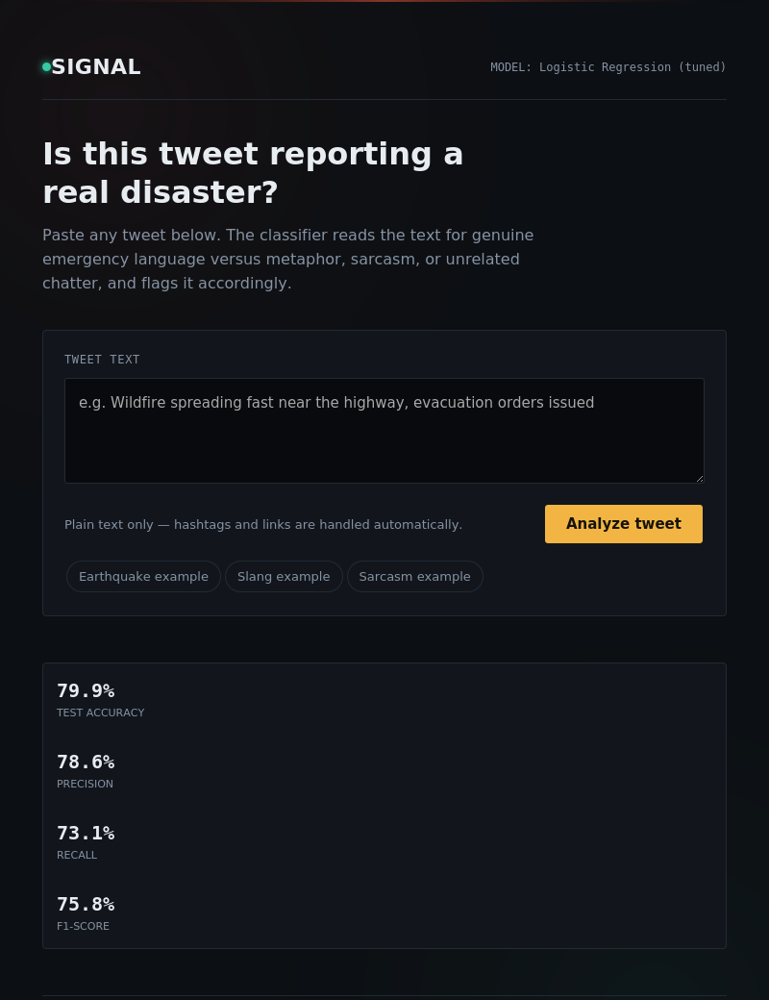 SIGNAL
MODEL: Logistic Regression (tuned)
Is this tweet reporting a
real disaster?
Paste any tweet below. The classifier reads the text for genuine
emergency language versus metaphor, sarcasm, or unrelated
chatter, and flags it accordingly.
TWEET TEXT
e.g. Wildfire spreading fast near the highway, evacuation orders issued
Plain text only — hashtags and links are handled automatically.
Analyze tweet
Earthquake example
Slang example
Sarcasm example
79.9%
TEST ACCURACY
78.6%
PRECISION
73.1%
RECALL
75.8%
F1-SCORE